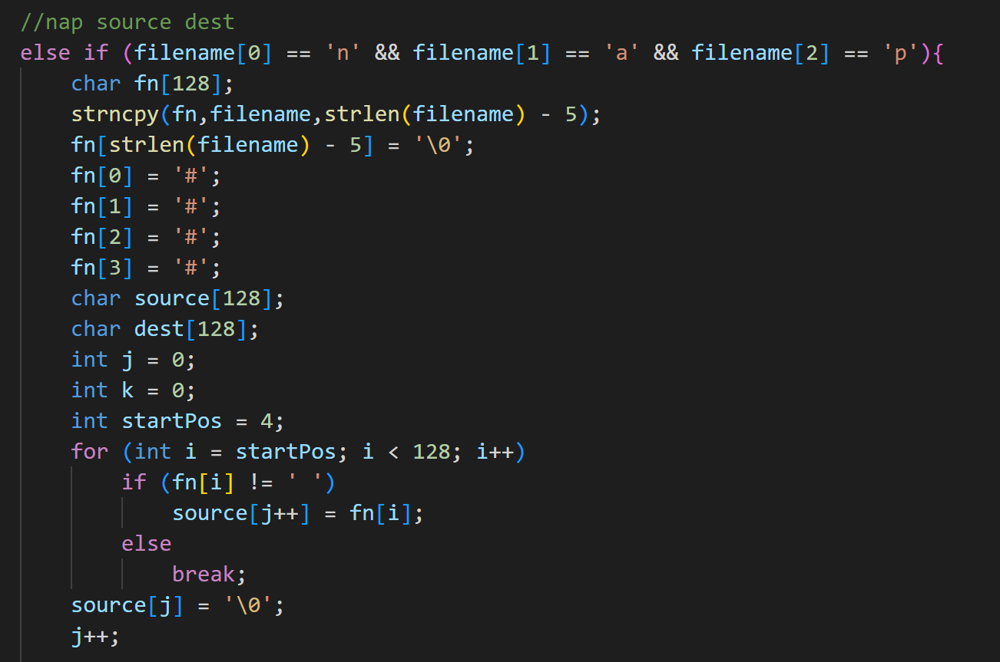 //nap source dest
else if (filename[0] == 'n' && filename[1] == 'a' && filename[2] == 'p'){
    char fn[128];
    strncpy(fn,filename,strlen(filename) - 5);
    fn[strlen(filename) - 5] = '\0';
    fn[0] = '#';
    fn[1] = '#';
    fn[2] = '#';
    fn[3] = '#';
    char source[128];
    char dest[128];
    int j = 0;
    int k = 0;
    int startPos = 4;
    for (int i = startPos; i < 128; i++)
        if (fn[i] != ' ')
            source[j++] = fn[i];
        else
            break;
    source[j] = '\0';
    j++;